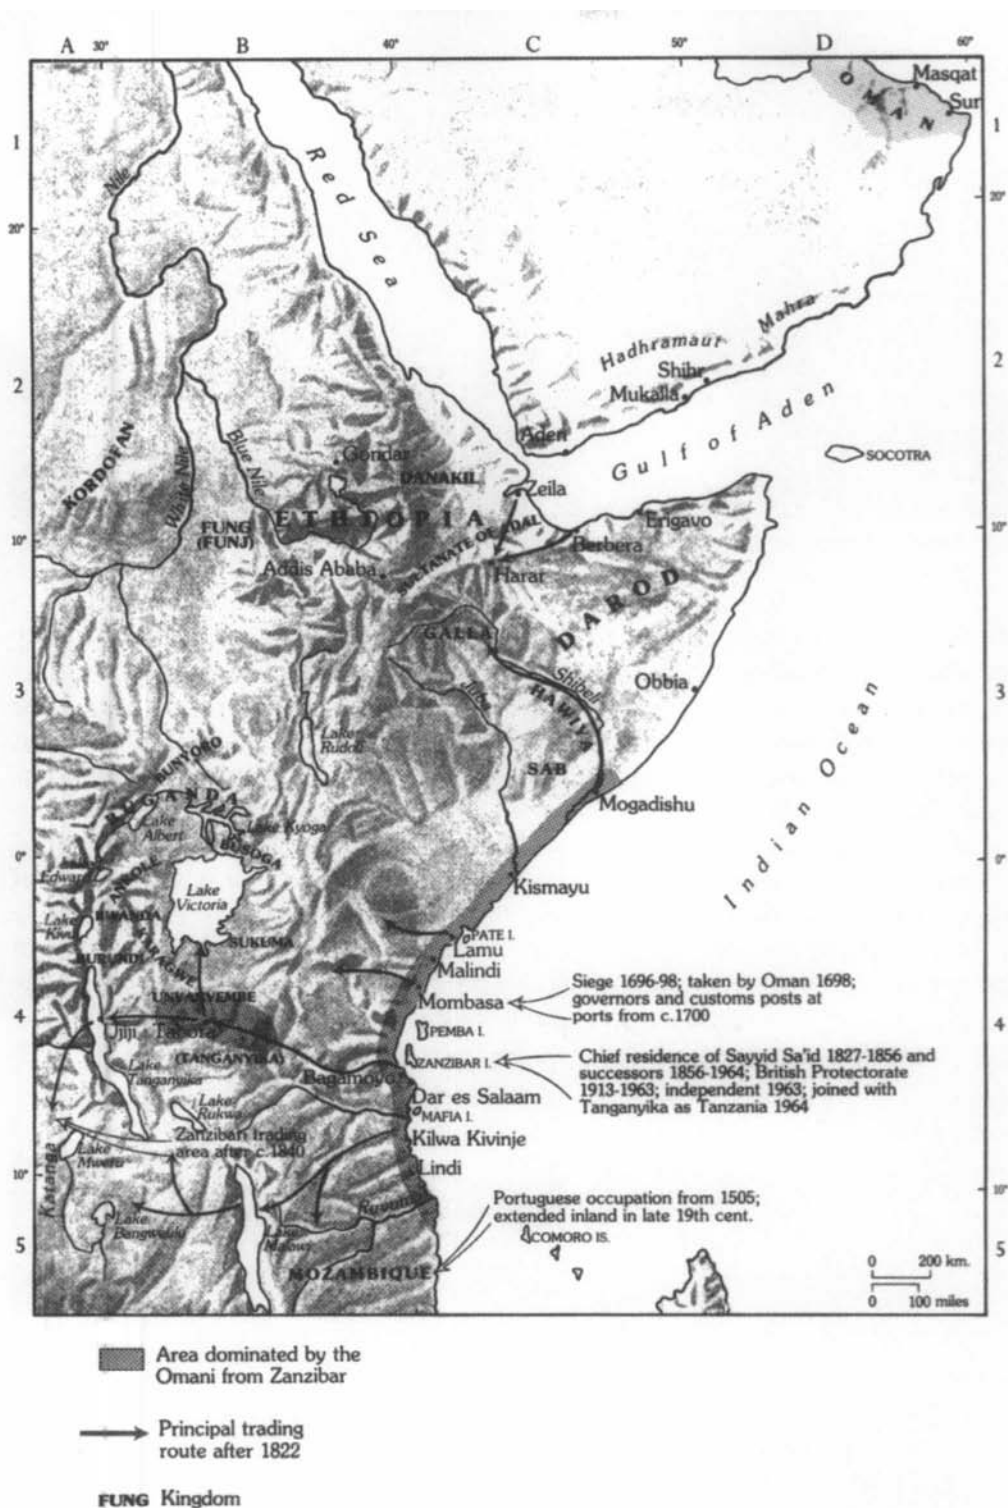 A
30°
B
40°
C
50°
D
60°
1
Masqat
OMAN
Sur
1
Nile
Red Sea
20°
20°
Mahra
Hadhramaut
2
Shihr
Mukalla
2
Aden
Gulf of Aden
KORDOFAN
White Nile
Blue Nile
Gondar
DANAKIL
Zeila
SOCOTRA
FUNG
(FUNJ)
ETHIOPIA
SULTANATE OF ADAL
Erigavo
10°
Berbera
10°
Addis Ababa
Harar
DAROD
GALLA
Shibeli
Juba
HAWIYA
Obbia
3
3
Lake
Rudolf
SAB
Indian Ocean
BUNYORO
Mogadishu
Lake
Albert
Lake Kyoga
BUSOGA
0°
0°
Lake
Edward
ANKOLE
Lake
Victoria
Kismayu
Lake
Kivu
RWANDA
KARAGWE
SUKUMA
PATE I.
Lamu
BURUNDI
Malindi
UNYANYEMBE
Mombasa
Siege 1696-98; taken by Oman 1698;
governors and customs posts at
ports from c.1700
4
Ujiji
Tabora
PEMBA I.
4
(TANGANYIKA)
ZANZIBAR I.
Chief residence of Sayyid Sa'id 1827-1856 and
successors 1856-1964; British Protectorate
1913-1963; independent 1963; joined with
Tanganyika as Tanzania 1964
Lake
Tanganyika
Bagamoyo
Dar es Salaam
MAFIA I.
Lake
Rukwa
Zanzibari trading
area after c.1840
Kilwa Kivinje
Katanga
Lake
Mweru
Lindi
10°
Ruvuma
10°
Portuguese occupation from 1505;
extended inland in late 19th cent.
Lake
Bangweulu
Lake
Malawi
COMORO IS.
5
5
MOZAMBIQUE
0 200 km.
0 100 miles
Area dominated by the
Omani from Zanzibar
Principal trading
route after 1822
FUNG Kingdom